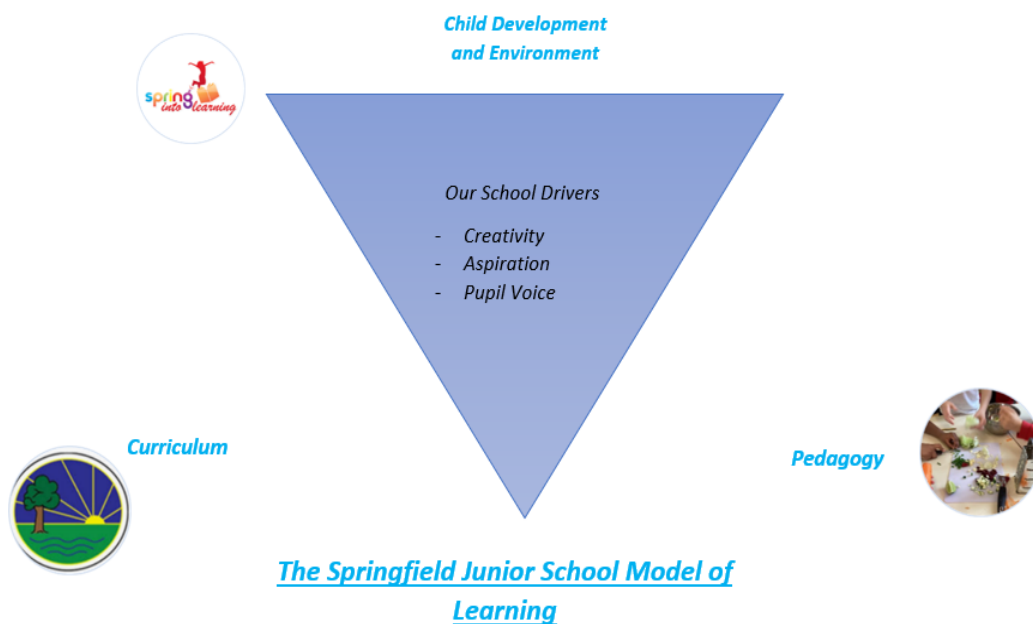 Child Development
and Environment
spring
into learning
Our School Drivers
- Creativity
- Aspiration
- Pupil Voice
Curriculum
Pedagogy
The Springfield Junior School Model of
Learning